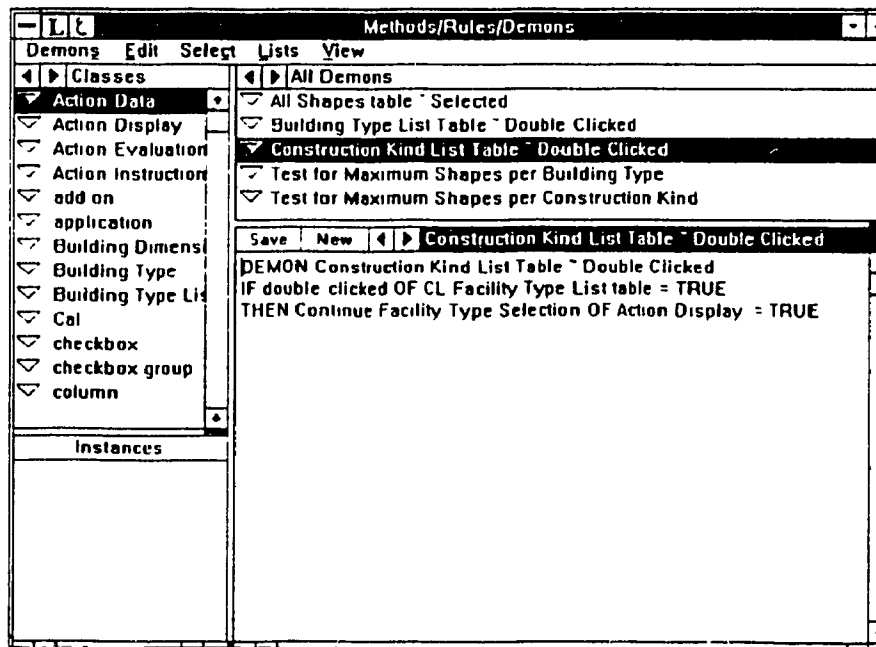 Methods/Rules/Demons
Demons Edit Select Lists View
Classes
Action Data
Action Display
Action Evaluation
Action Instruction
add on
application
Building Dimensi
Building Type
Building Type Lis
Cal
checkbox
checkbox group
column
Instances
All Demons
All Shapes table ~ Selected
Building Type List Table ~ Double Clicked
Construction Kind List Table ~ Double Clicked
Test for Maximum Shapes per Building Type
Test for Maximum Shapes per Construction Kind
Save New Construction Kind List Table ~ Double Clicked
DEMON Construction Kind List Table ~ Double Clicked
IF double clicked OF CL Facility Type List table = TRUE
THEN Continue Facility Type Selection OF Action Display = TRUE